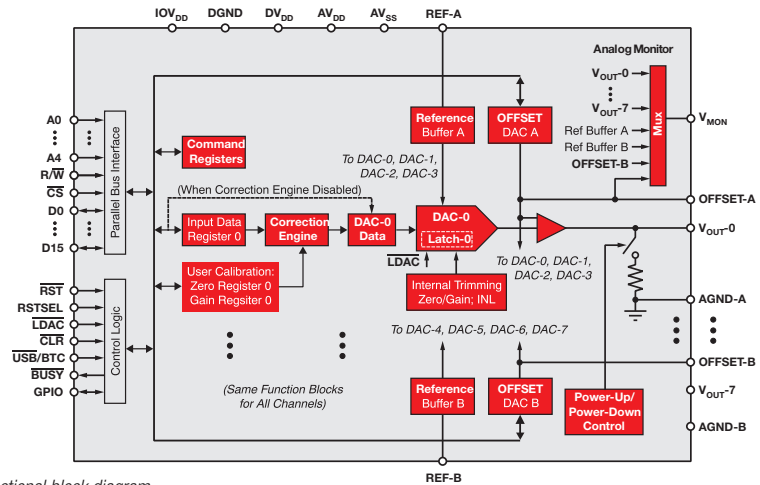 IOVDD DGND DVDD AVDD AVSS REF-A
Analog Monitor
VOUT-0
VOUT-7
Ref Buffer A
Ref Buffer B
OFFSET-B
Mux
VMON
A0
A4
R/W
CS
D0
D15
Parallel Bus Interface
Command
Registers
Reference
Buffer A
OFFSET
DAC A
To DAC-0, DAC-1,
DAC-2, DAC-3
(When Correction Engine Disabled)
Input Data
Register 0
Correction
Engine
DAC-0
Data
DAC-0
Latch-0
LDAC
OFFSET-A
VOUT-0
User Calibration:
Zero Register 0
Gain Regsiter 0
Internal Trimming
Zero/Gain; INL
To DAC-0, DAC-1,
DAC-2, DAC-3
AGND-A
RST
RSTSEL
LDAC
CLR
USB/BTC
BUSY
GPIO
Control Logic
To DAC-4, DAC-5, DAC-6, DAC-7
(Same Function Blocks
for All Channels)
Reference
Buffer B
OFFSET
DAC B
Power-Up/
Power-Down
Control
OFFSET-B
VOUT-7
AGND-B
REF-B
ctional block diagram